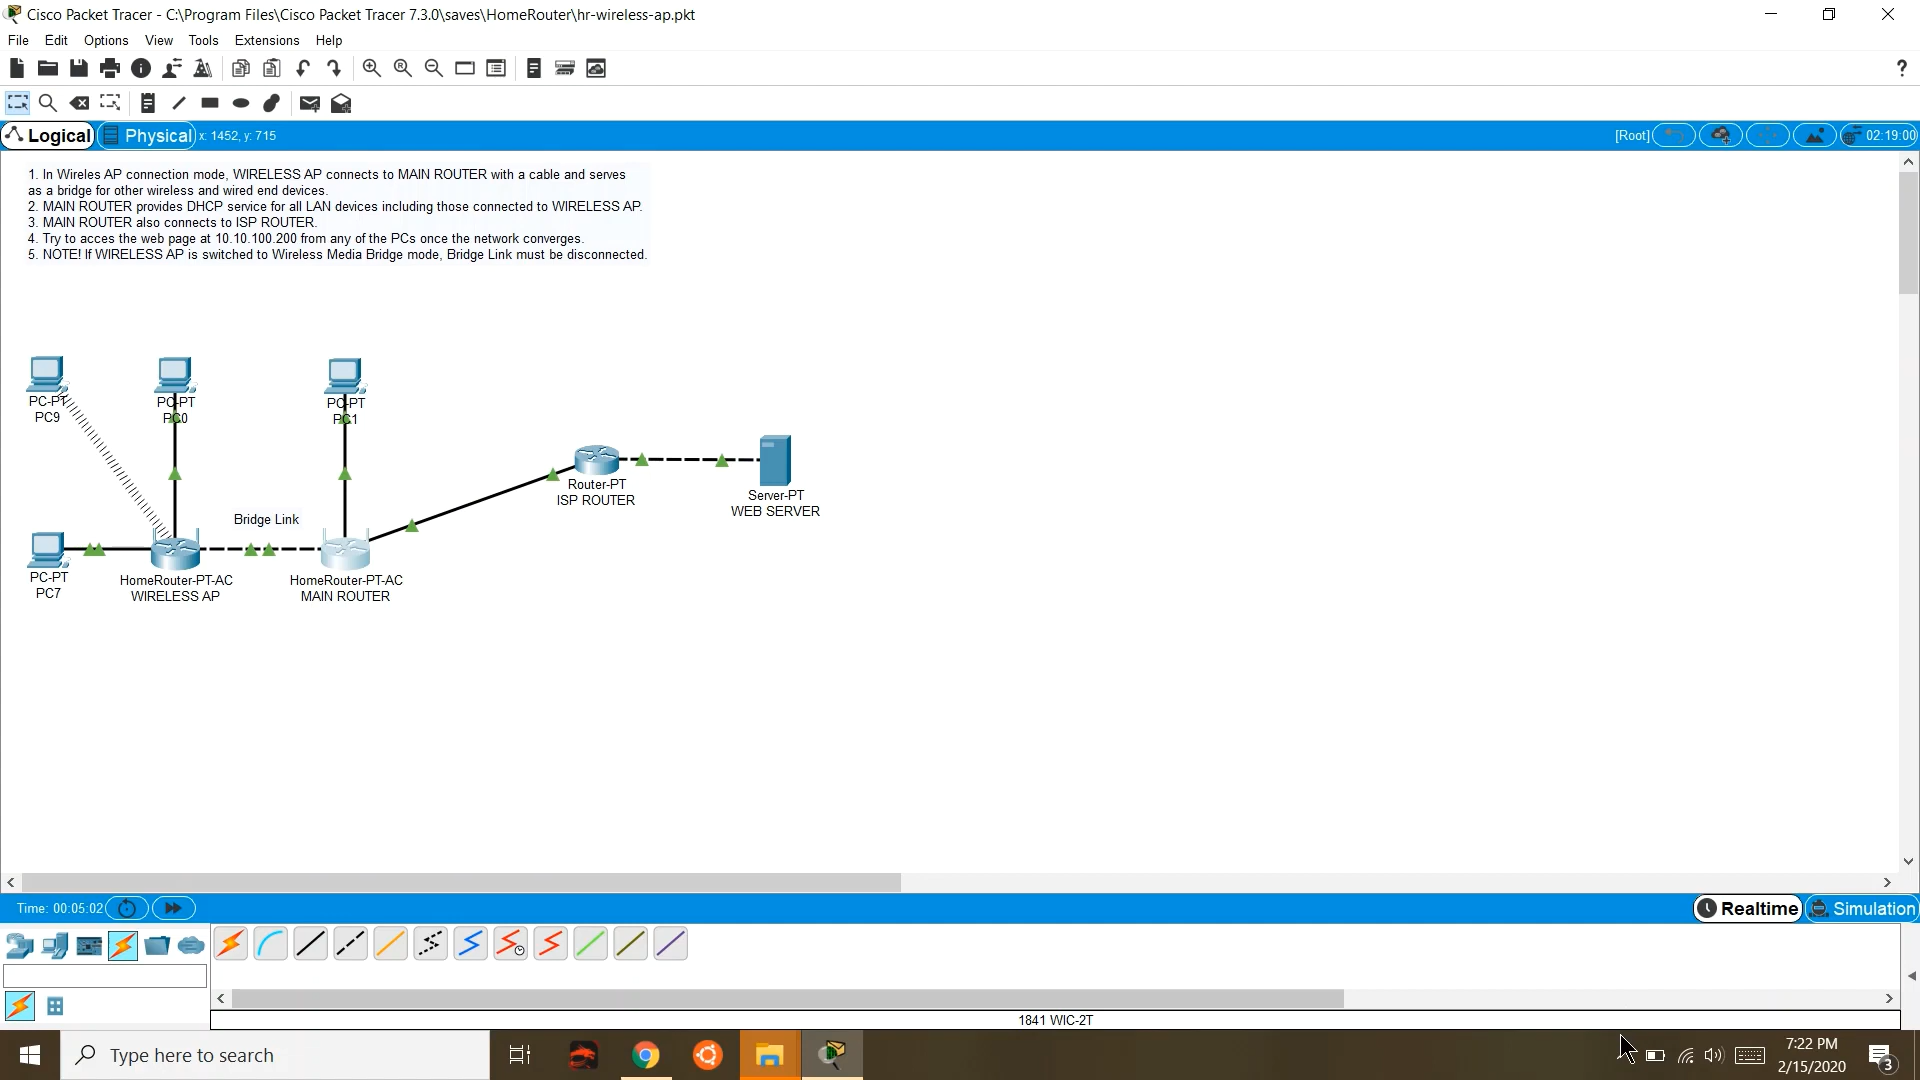 Cisco Packet Tracer - C:\Program Files\Cisco Packet Tracer 7.3.0\saves\HomeRouter\hr-wireless-ap.pkt
File Edit Options View Tools Extensions Help
?
Logical Physical x: 1452, y: 715 [Root] 02:19:00
1. In Wireles AP connection mode, WIRELESS AP connects to MAIN ROUTER with a cable and serves
as a bridge for other wireless and wired end devices.
2. MAIN ROUTER provides DHCP service for all LAN devices including those connected to WIRELESS AP.
3. MAIN ROUTER also connects to ISP ROUTER.
4. Try to acces the web page at 10.10.100.200 from any of the PCs once the network converges.
5. NOTE! If WIRELESS AP is switched to Wireless Media Bridge mode, Bridge Link must be disconnected.
PC-PT
PC9
PC-PT
PC0
PC-PT
PC1
Router-PT
ISP ROUTER
Server-PT
WEB SERVER
Bridge Link
PC-PT
PC7
HomeRouter-PT-AC
WIRELESS AP
HomeRouter-PT-AC
MAIN ROUTER
Time: 00:05:02 Realtime Simulation
1841 WIC-2T
Type here to search
7:22 PM
2/15/2020
3